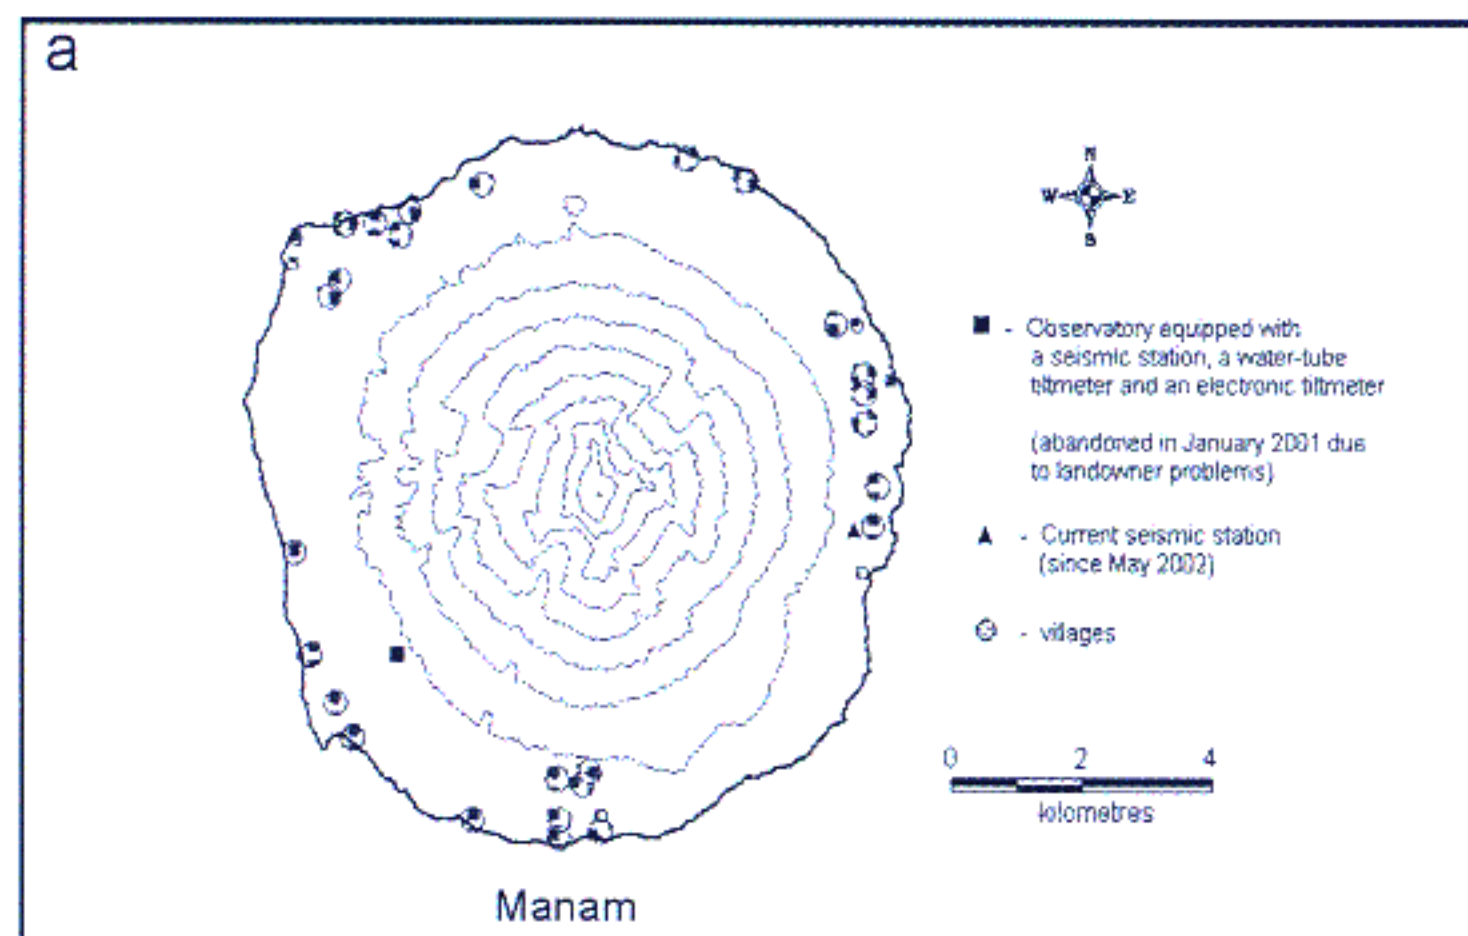 a
N
W E
S
■ - Observatory equipped with
a seismic station, a water-tube
tiltmeter and an electronic tiltmeter
(abandoned in January 2001 due
to landowner problems)
▲ - Current seismic station
(since May 2002)
- villages
0 2 4
kilometres
Manam